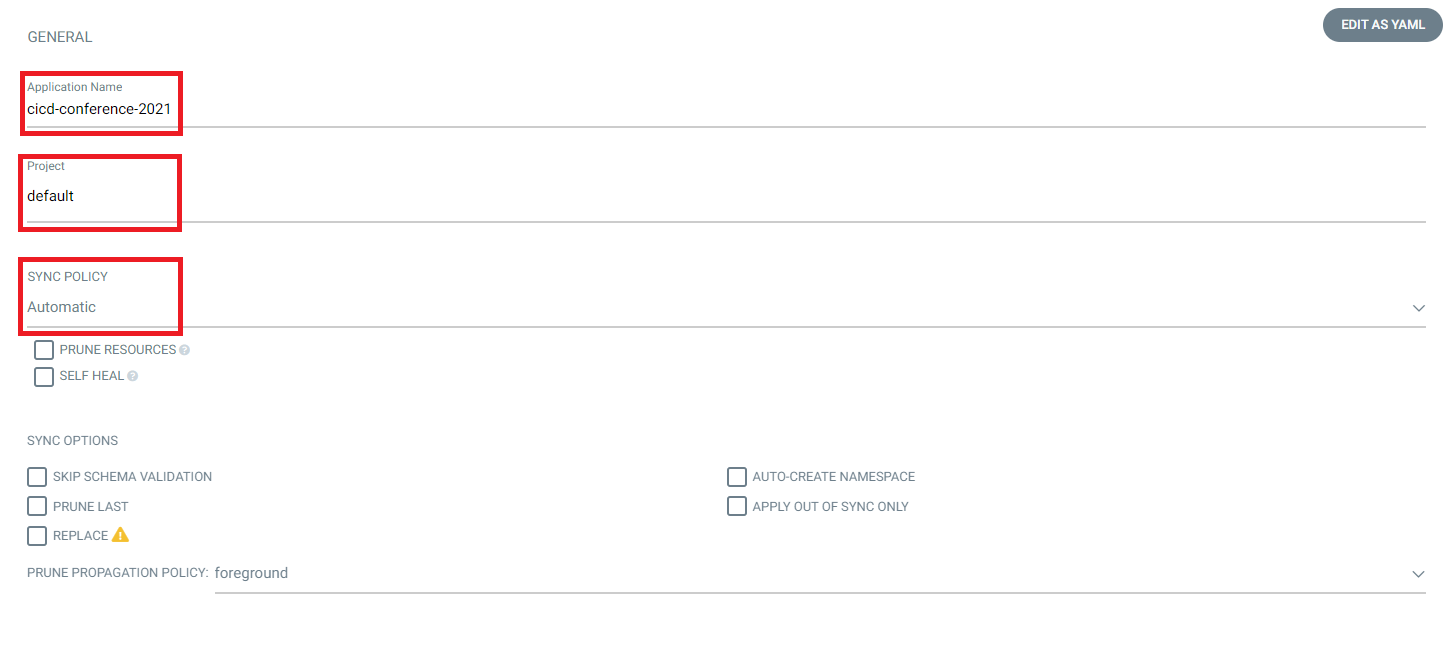 GENERAL
EDIT AS YAML
Application Name
cicd-conference-2021
Project
default
SYNC POLICY
Automatic
PRUNE RESOURCES ?
SELF HEAL ?
SYNC OPTIONS
SKIP SCHEMA VALIDATION
AUTO-CREATE NAMESPACE
PRUNE LAST
APPLY OUT OF SYNC ONLY
REPLACE
PRUNE PROPAGATION POLICY: foreground